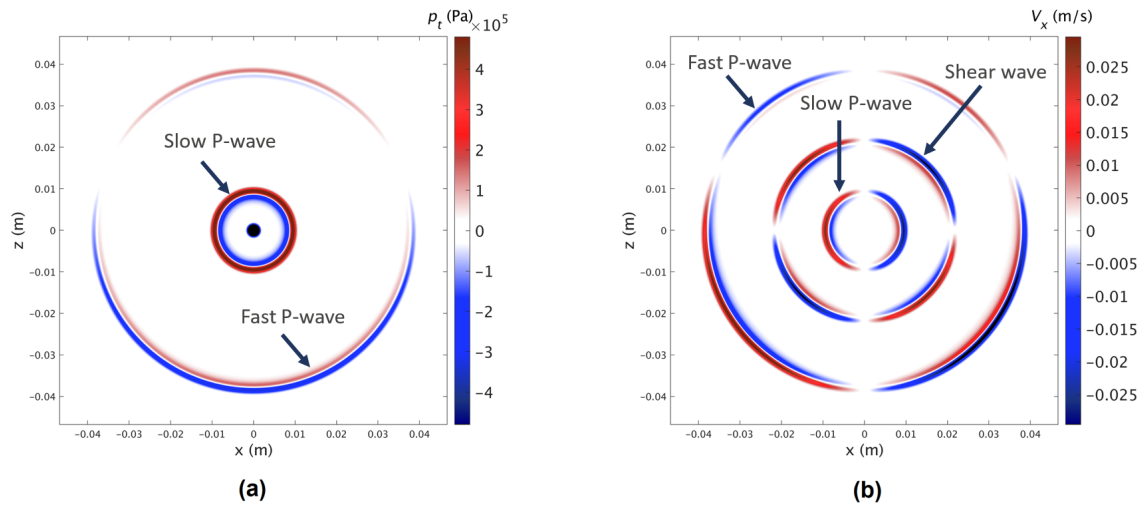 p_t (Pa)
×10^5
Slow P-wave
Fast P-wave
0.04
0.03
0.02
0.01
0
-0.01
-0.02
-0.03
-0.04
z (m)
-0.04 -0.03 -0.02 -0.01 0 0.01 0.02 0.03 0.04
x (m)
4
3
2
1
0
-1
-2
-3
-4
(a)
V_x (m/s)
Fast P-wave
Shear wave
Slow P-wave
0.04
0.03
0.02
0.01
0
-0.01
-0.02
-0.03
-0.04
z (m)
-0.04 -0.03 -0.02 -0.01 0 0.01 0.02 0.03 0.04
x (m)
0.025
0.02
0.015
0.01
0.005
0
-0.005
-0.01
-0.015
-0.02
-0.025
(b)